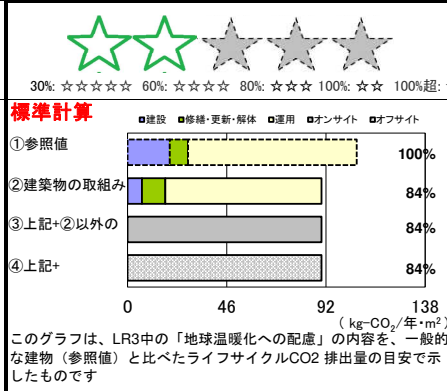 30%: ☆☆☆☆☆ 60%: ☆☆☆☆ 80%: ☆☆☆ 100%: ☆☆ 100%超:
標準計算
建設 修繕・更新・解体 運用 オンサイト オフサイト
①参照値 100%
②建築物の取組み 84%
③上記+②以外の 84%
④上記+ 84%
0 46 92 138
( kg-CO₂/年・m²)
このグラフは、LR3中の「地球温暖化への配慮」の内容を、一般的
な建物（参照値）と比べたライフサイクルCO2 排出量の目安で示
したものです